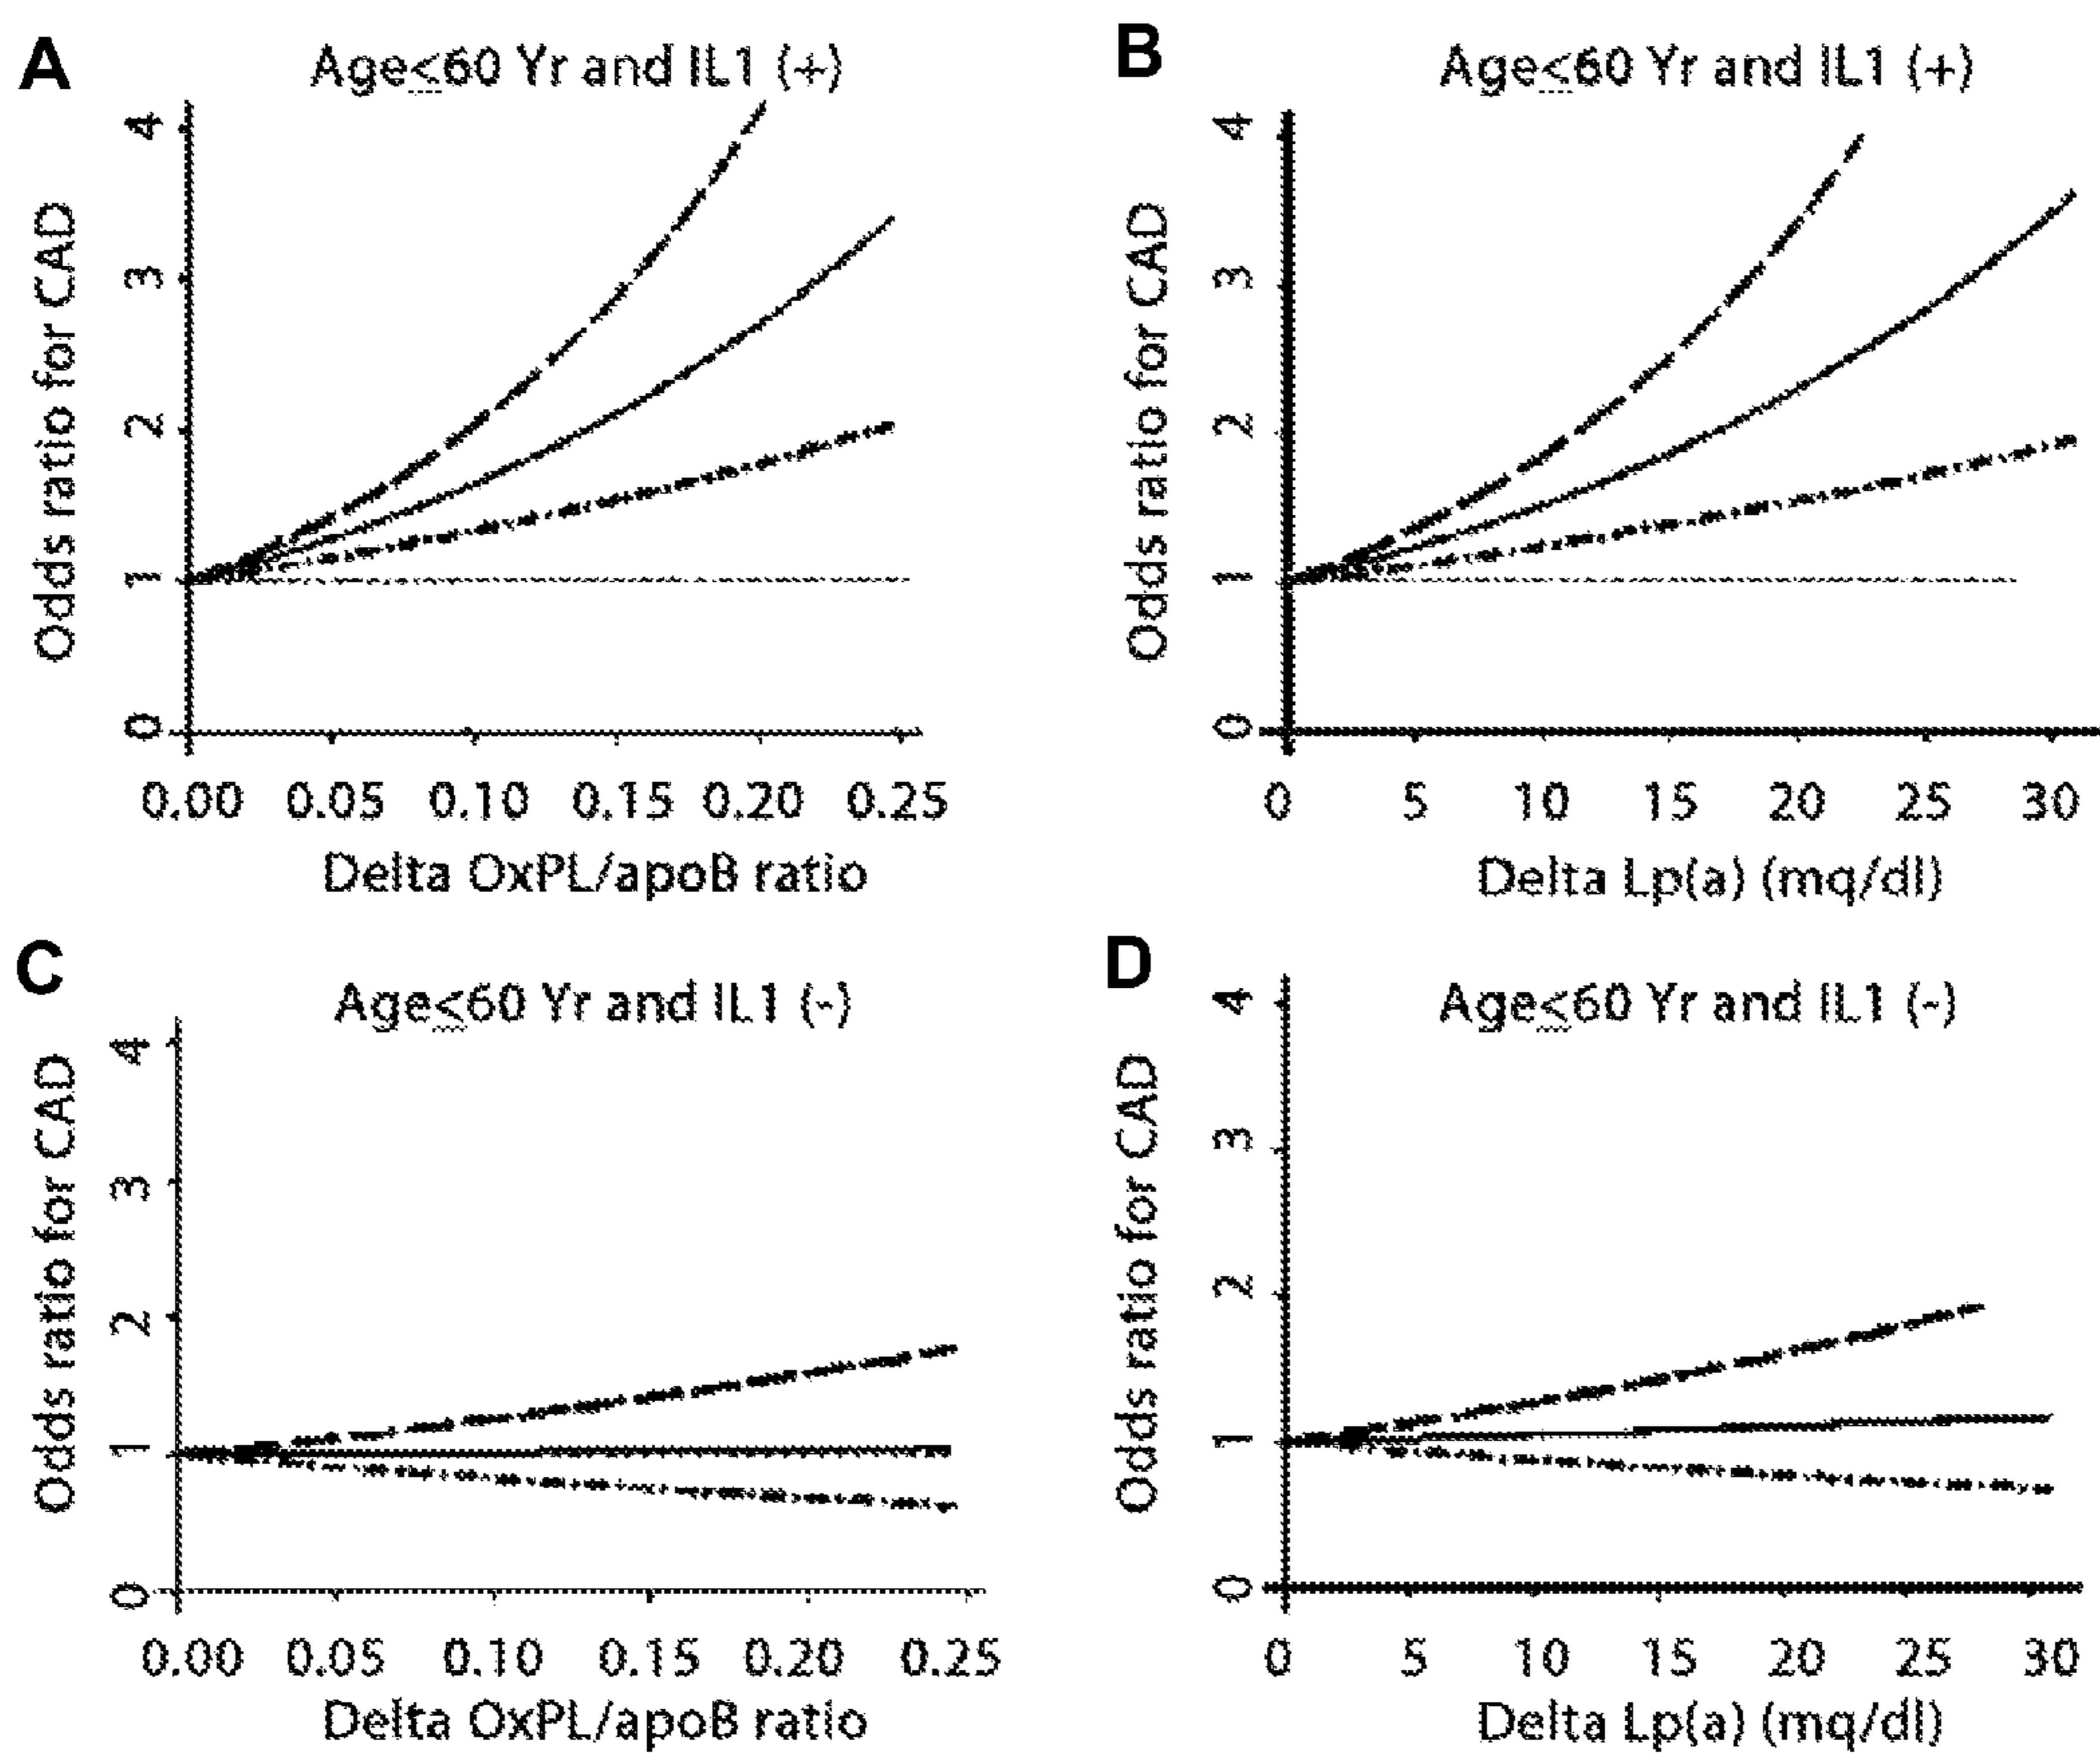 A
Age≤60 Yr and IL1 (+)
Odds ratio for CAD
4
3
2
1
0
0.00 0.05 0.10 0.15 0.20 0.25
Delta OxPL/apoB ratio
B
Age≤60 Yr and IL1 (+)
Odds ratio for CAD
4
3
2
1
0
0 5 10 15 20 25 30
Delta Lp(a) (mq/dl)
C
Age≤60 Yr and IL1 (-)
Odds ratio for CAD
4
3
2
1
0
0.00 0.05 0.10 0.15 0.20 0.25
Delta OxPL/apoB ratio
D
Age≤60 Yr and IL1 (-)
Odds ratio for CAD
4
3
2
1
0
0 5 10 15 20 25 30
Delta Lp(a) (mq/dl)